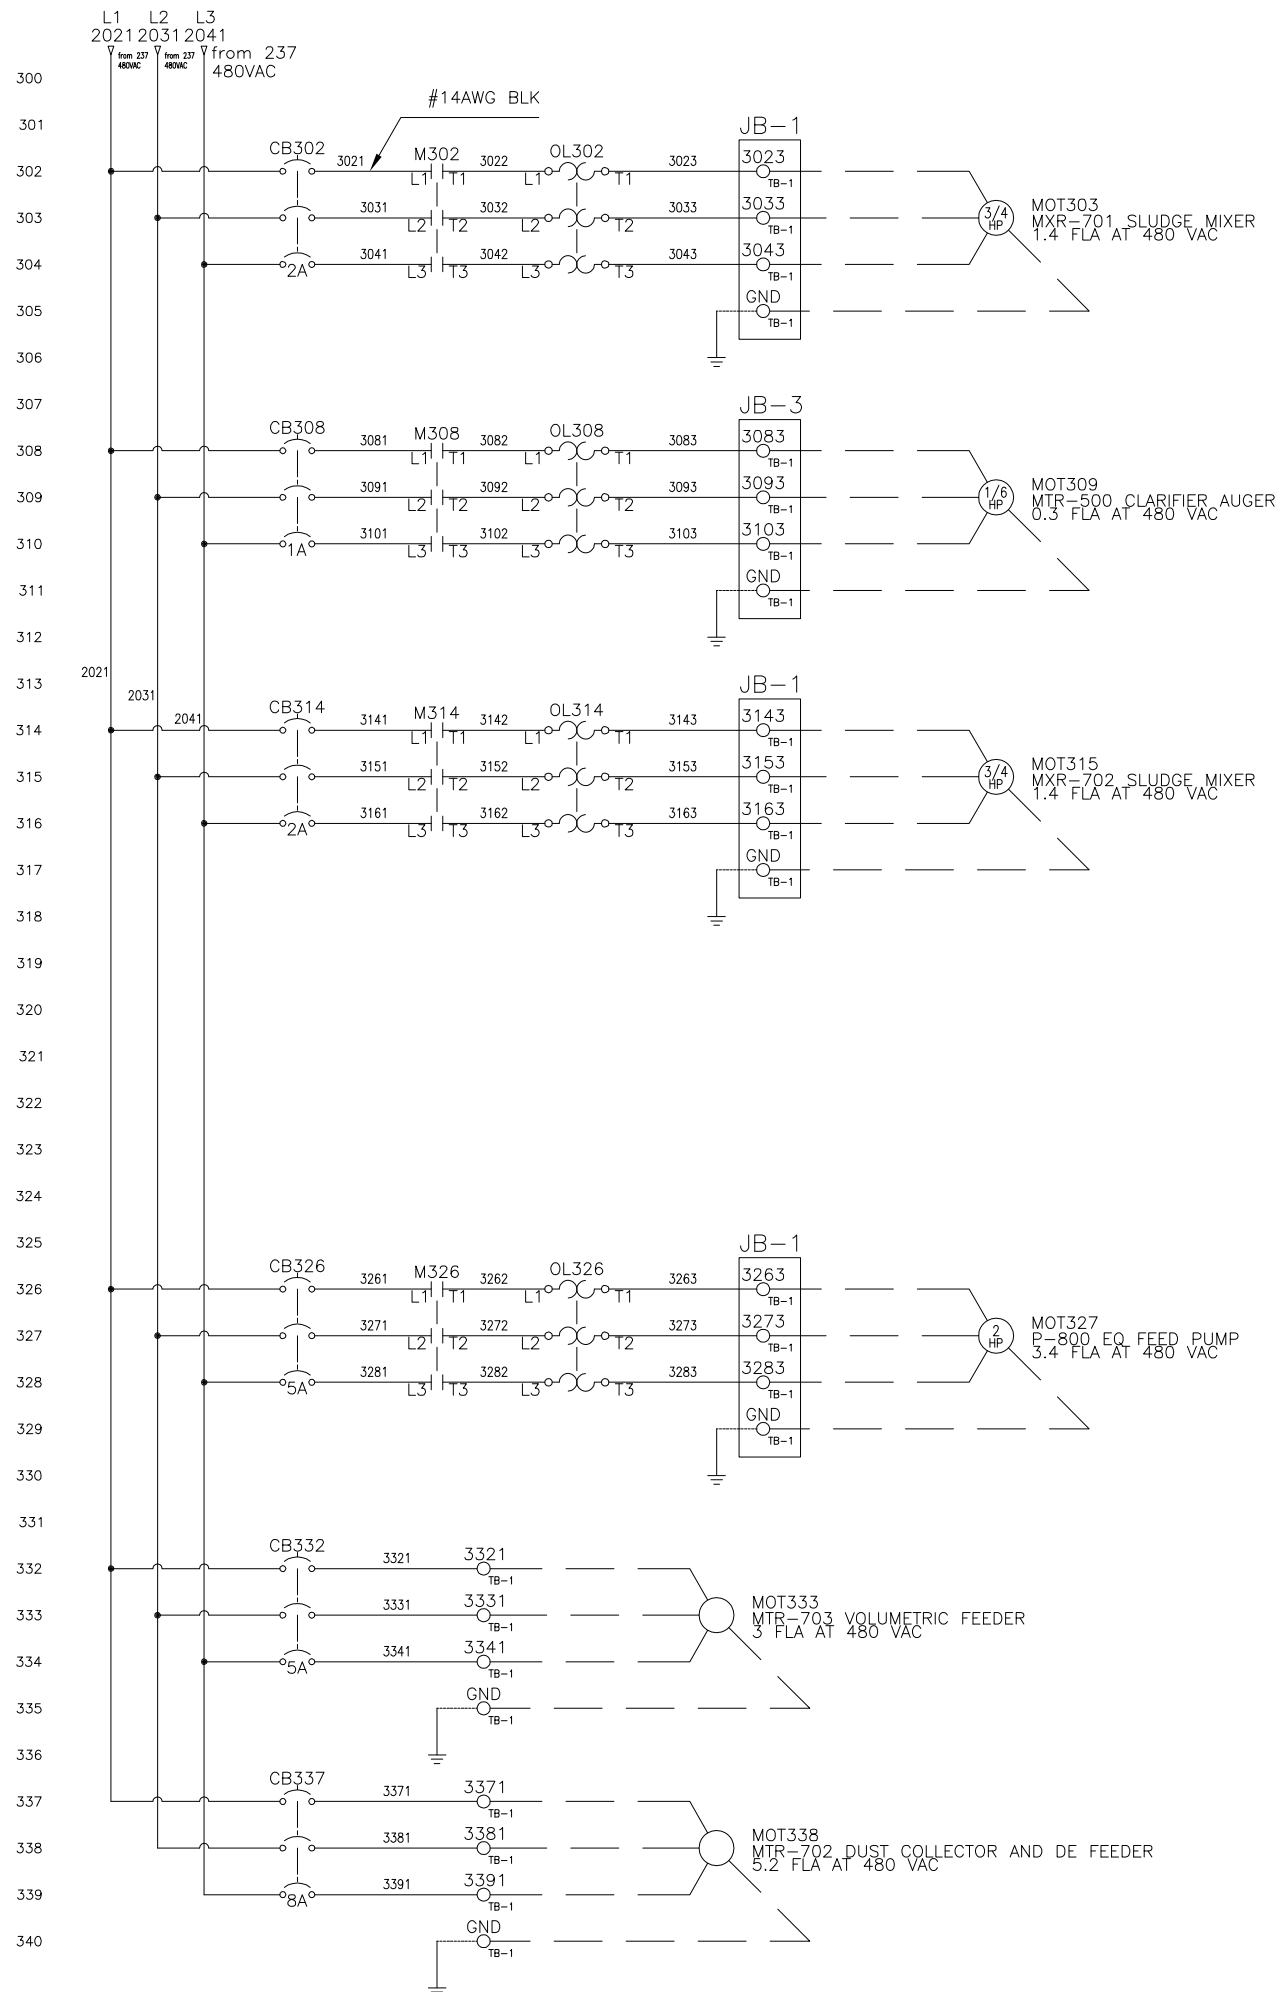 L1 L2 L3
2021 2031 2041
from 237
480VAC
from 237
480VAC
from 237
480VAC
300
#14AWG BLK
301
JB-1
CB302 3021 M302 3022 OL302 3023 3023
302 L1 T1 L1 T1 TB-1
3031 3032 3033 3033
303 L2 T2 L2 T2 TB-1
3/4
HP
MOT303
MXR-701 SLUDGE MIXER
1.4 FLA AT 480 VAC
3041 3042 3043 3043
304 2A L3 T3 L3 T3 TB-1
GND
305 TB-1
306
307
JB-3
CB308 3081 M308 3082 OL308 3083 3083
308 L1 T1 L1 T1 TB-1
3091 3092 3093 3093
309 L2 T2 L2 T2 TB-1
1/6
HP
MOT309
MTR-500 CLARIFIER AUGER
0.3 FLA AT 480 VAC
3101 3102 3103 3103
310 1A L3 T3 L3 T3 TB-1
GND
311 TB-1
312
2021
313
2031
JB-1
2041
CB314 3141 M314 3142 OL314 3143 3143
314 L1 T1 L1 T1 TB-1
3151 3152 3153 3153
315 L2 T2 L2 T2 TB-1
3/4
HP
MOT315
MXR-702 SLUDGE MIXER
1.4 FLA AT 480 VAC
3161 3162 3163 3163
316 2A L3 T3 L3 T3 TB-1
GND
317 TB-1
318
319
320
321
322
323
324
325
JB-1
CB326 3261 M326 3262 OL326 3263 3263
326 L1 T1 L1 T1 TB-1
3271 3272 3273 3273
327 L2 T2 L2 T2 TB-1
2
HP
MOT327
P-800 EQ FEED PUMP
3.4 FLA AT 480 VAC
3281 3282 3283 3283
328 5A L3 T3 L3 T3 TB-1
GND
329 TB-1
330
331
CB332 3321 3321
332 TB-1
3331 3331
333 TB-1
MOT333
MTR-703 VOLUMETRIC FEEDER
3 FLA AT 480 VAC
3341 3341
334 5A TB-1
GND
335 TB-1
336
CB337 3371 3371
337 TB-1
3381 3381
338 TB-1
MOT338
MTR-702 DUST COLLECTOR AND DE FEEDER
5.2 FLA AT 480 VAC
3391 3391
339 8A TB-1
GND
340 TB-1